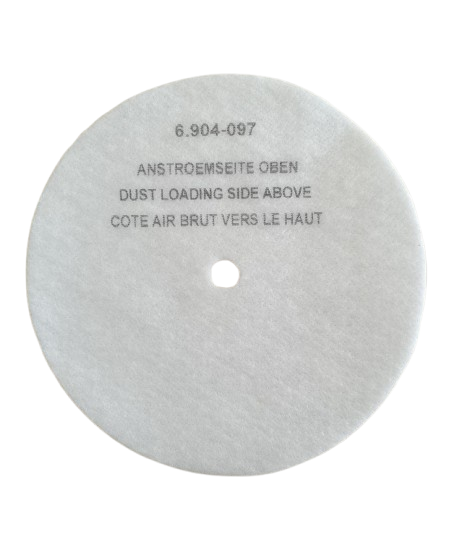 6.904-097
ANSTROEMSEITE OBEN
DUST LOADING SIDE ABOVE
COTE AIR BRUT VERS LE HAUT